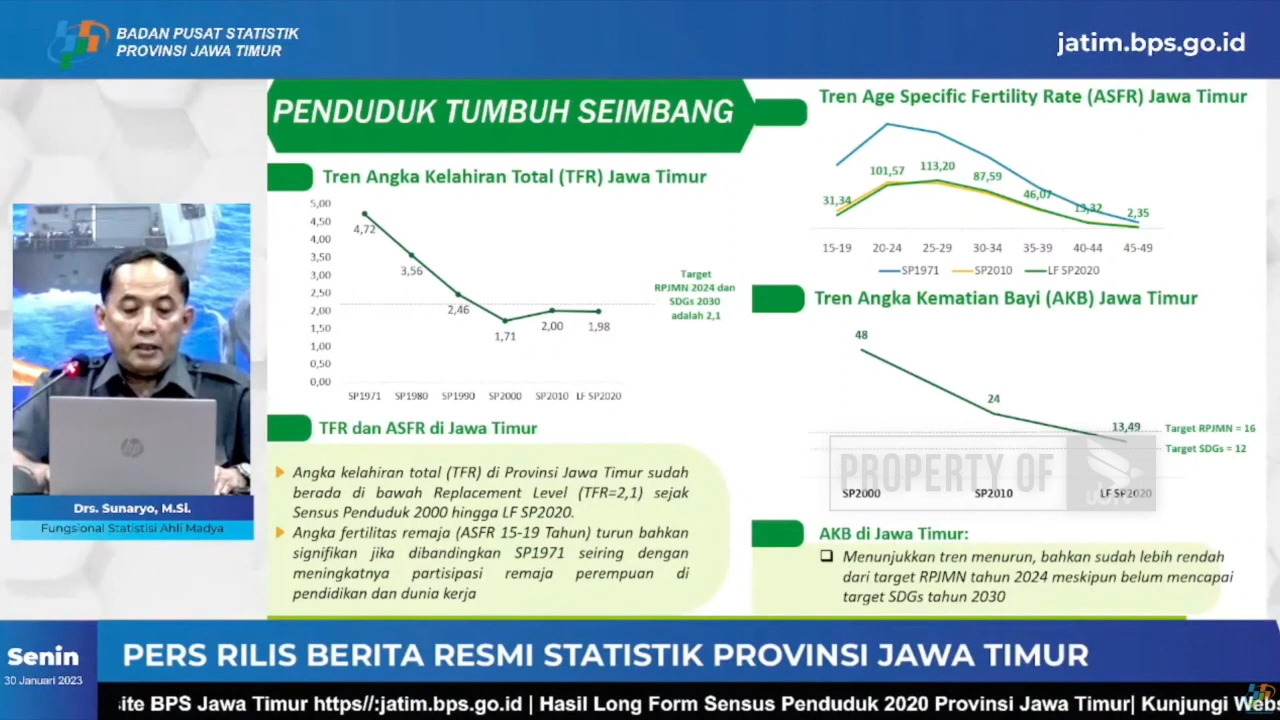 BADAN PUSAT STATISTIK
PROVINSI JAWA TIMUR
jatim.bps.go.id
PENDUDUK TUMBUH SEIMBANG
Tren Angka Kelahiran Total (TFR) Jawa Timur
5,00
4,50
4,00
3,50
3,00
2,50
2,00
1,50
1,00
0,50
0,00
4,72
3,56
2,46
1,71
2,00
1,98
Target
RPJMN 2024 dan
SDGs 2030
adalah 2,1
SP1971 SP1980 SP1990 SP2000 SP2010 LF SP2020
TFR dan ASFR di Jawa Timur
Angka kelahiran total (TFR) di Provinsi Jawa Timur sudah
berada di bawah Replacement Level (TFR=2,1) sejak
Sensus Penduduk 2000 hingga LF SP2020.
Angka fertilitas remaja (ASFR 15-19 Tahun) turun bahkan
signifikan jika dibandingkan SP1971 seiring dengan
meningkatnya partisipasi remaja perempuan di
pendidikan dan dunia kerja
Tren Age Specific Fertility Rate (ASFR) Jawa Timur
31,34
101,57
113,20
87,59
46,07
13,32
2,35
15-19 20-24 25-29 30-34 35-39 40-44 45-49
SP1971 SP2010 LF SP2020
Tren Angka Kematian Bayi (AKB) Jawa Timur
48
24
13,49
Target RPJMN = 16
Target SDGs = 12
PROPERTY OF
SP2000 SP2010 LF SP2020
AKB di Jawa Timur:
Menunjukkan tren menurun, bahkan sudah lebih rendah
dari target RPJMN tahun 2024 meskipun belum mencapai
target SDGs tahun 2030
hp
Drs. Sunaryo, M.Si.
Fungsional Statistisi Ahli Madya
Senin
30 Januari 2023
PERS RILIS BERITA RESMI STATISTIK PROVINSI JAWA TIMUR
site BPS Jawa Timur https//:jatim.bps.go.id | Hasil Long Form Sensus Penduduk 2020 Provinsi Jawa Timur| Kunjungi Webs